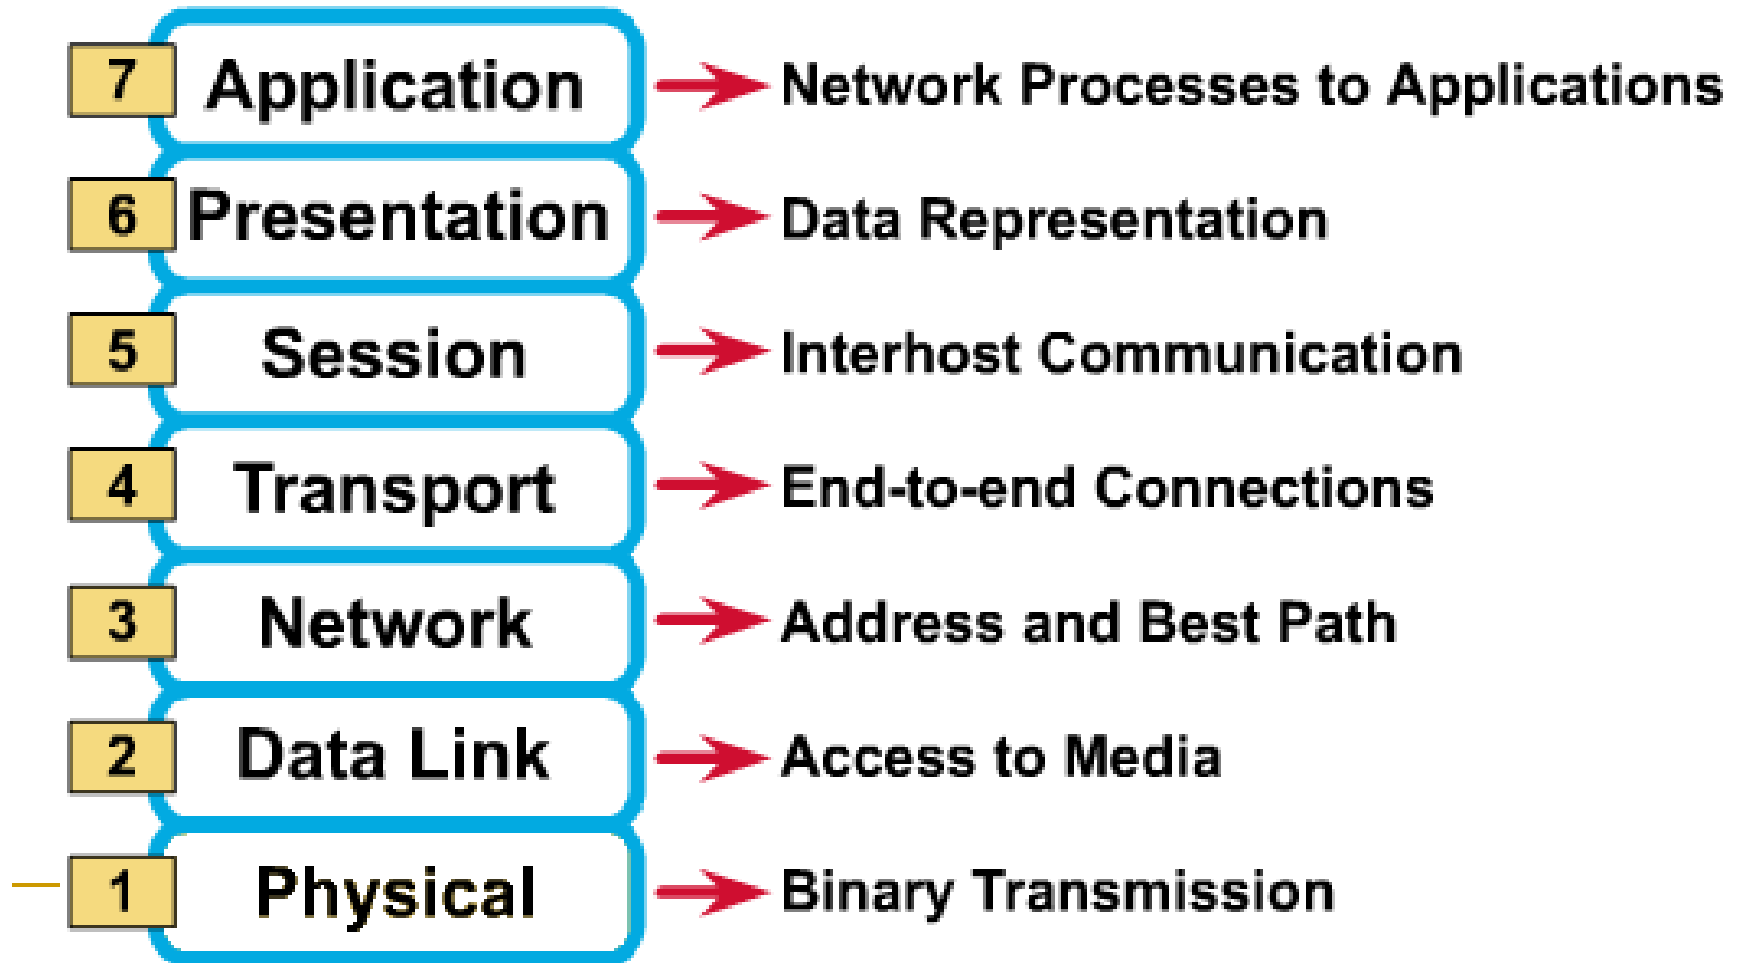 7 Application Network Processes to Applications
6 Presentation Data Representation
5 Session Interhost Communication
4 Transport End-to-end Connections
3 Network Address and Best Path
2 Data Link Access to Media
1 Physical Binary Transmission